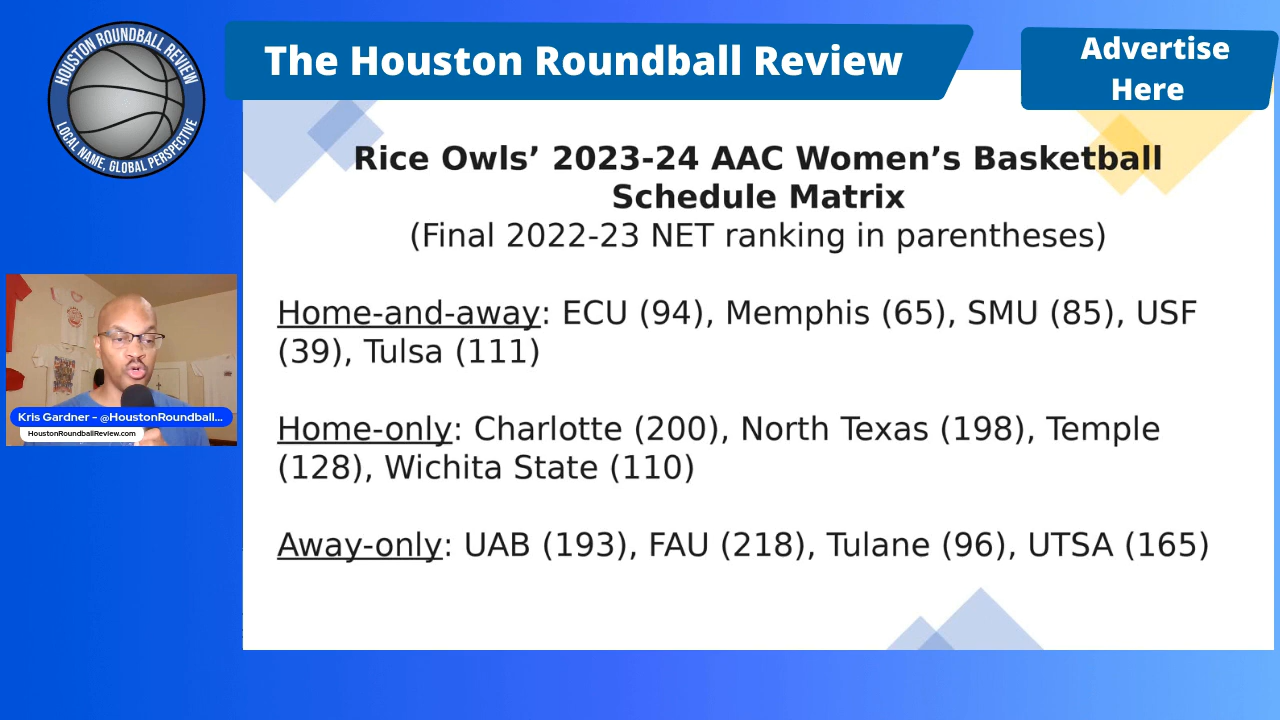 HOUSTON ROUNDBALL REVIEW
LOCAL NAME, GLOBAL PERSPECTIVE
The Houston Roundball Review
Advertise
Here
Rice Owls’ 2023-24 AAC Women’s Basketball
Schedule Matrix
(Final 2022-23 NET ranking in parentheses)
Home-and-away: ECU (94), Memphis (65), SMU (85), USF
(39), Tulsa (111)
Home-only: Charlotte (200), North Texas (198), Temple
(128), Wichita State (110)
Away-only: UAB (193), FAU (218), Tulane (96), UTSA (165)
Kris Gardner - @HoustonRoundball...
HoustonRoundballReview.com